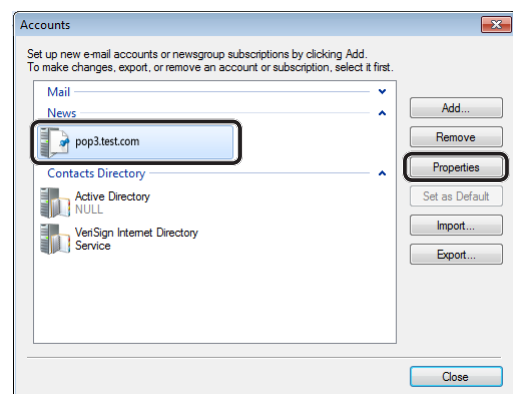 Accounts
Set up new e-mail accounts or newsgroup subscriptions by clicking Add.
To make changes, export, or remove an account or subscription, select it first.
Mail
News
pop3.test.com
Contacts Directory
Active Directory
NULL
VeriSign Internet Directory
Service
Add...
Remove
Properties
Set as Default
Import...
Export...
Close